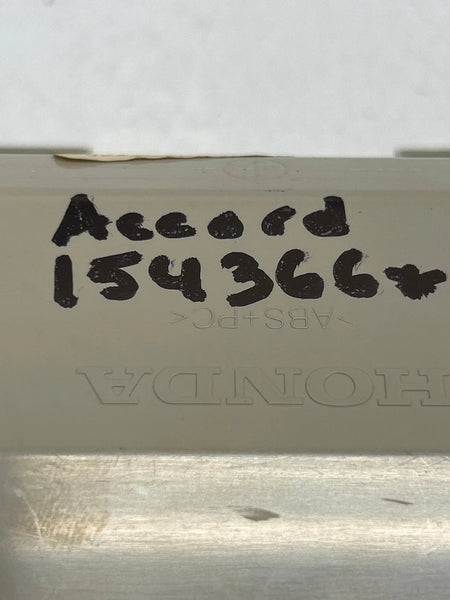 Accord
154366*
>ABS+PC<
HONDA